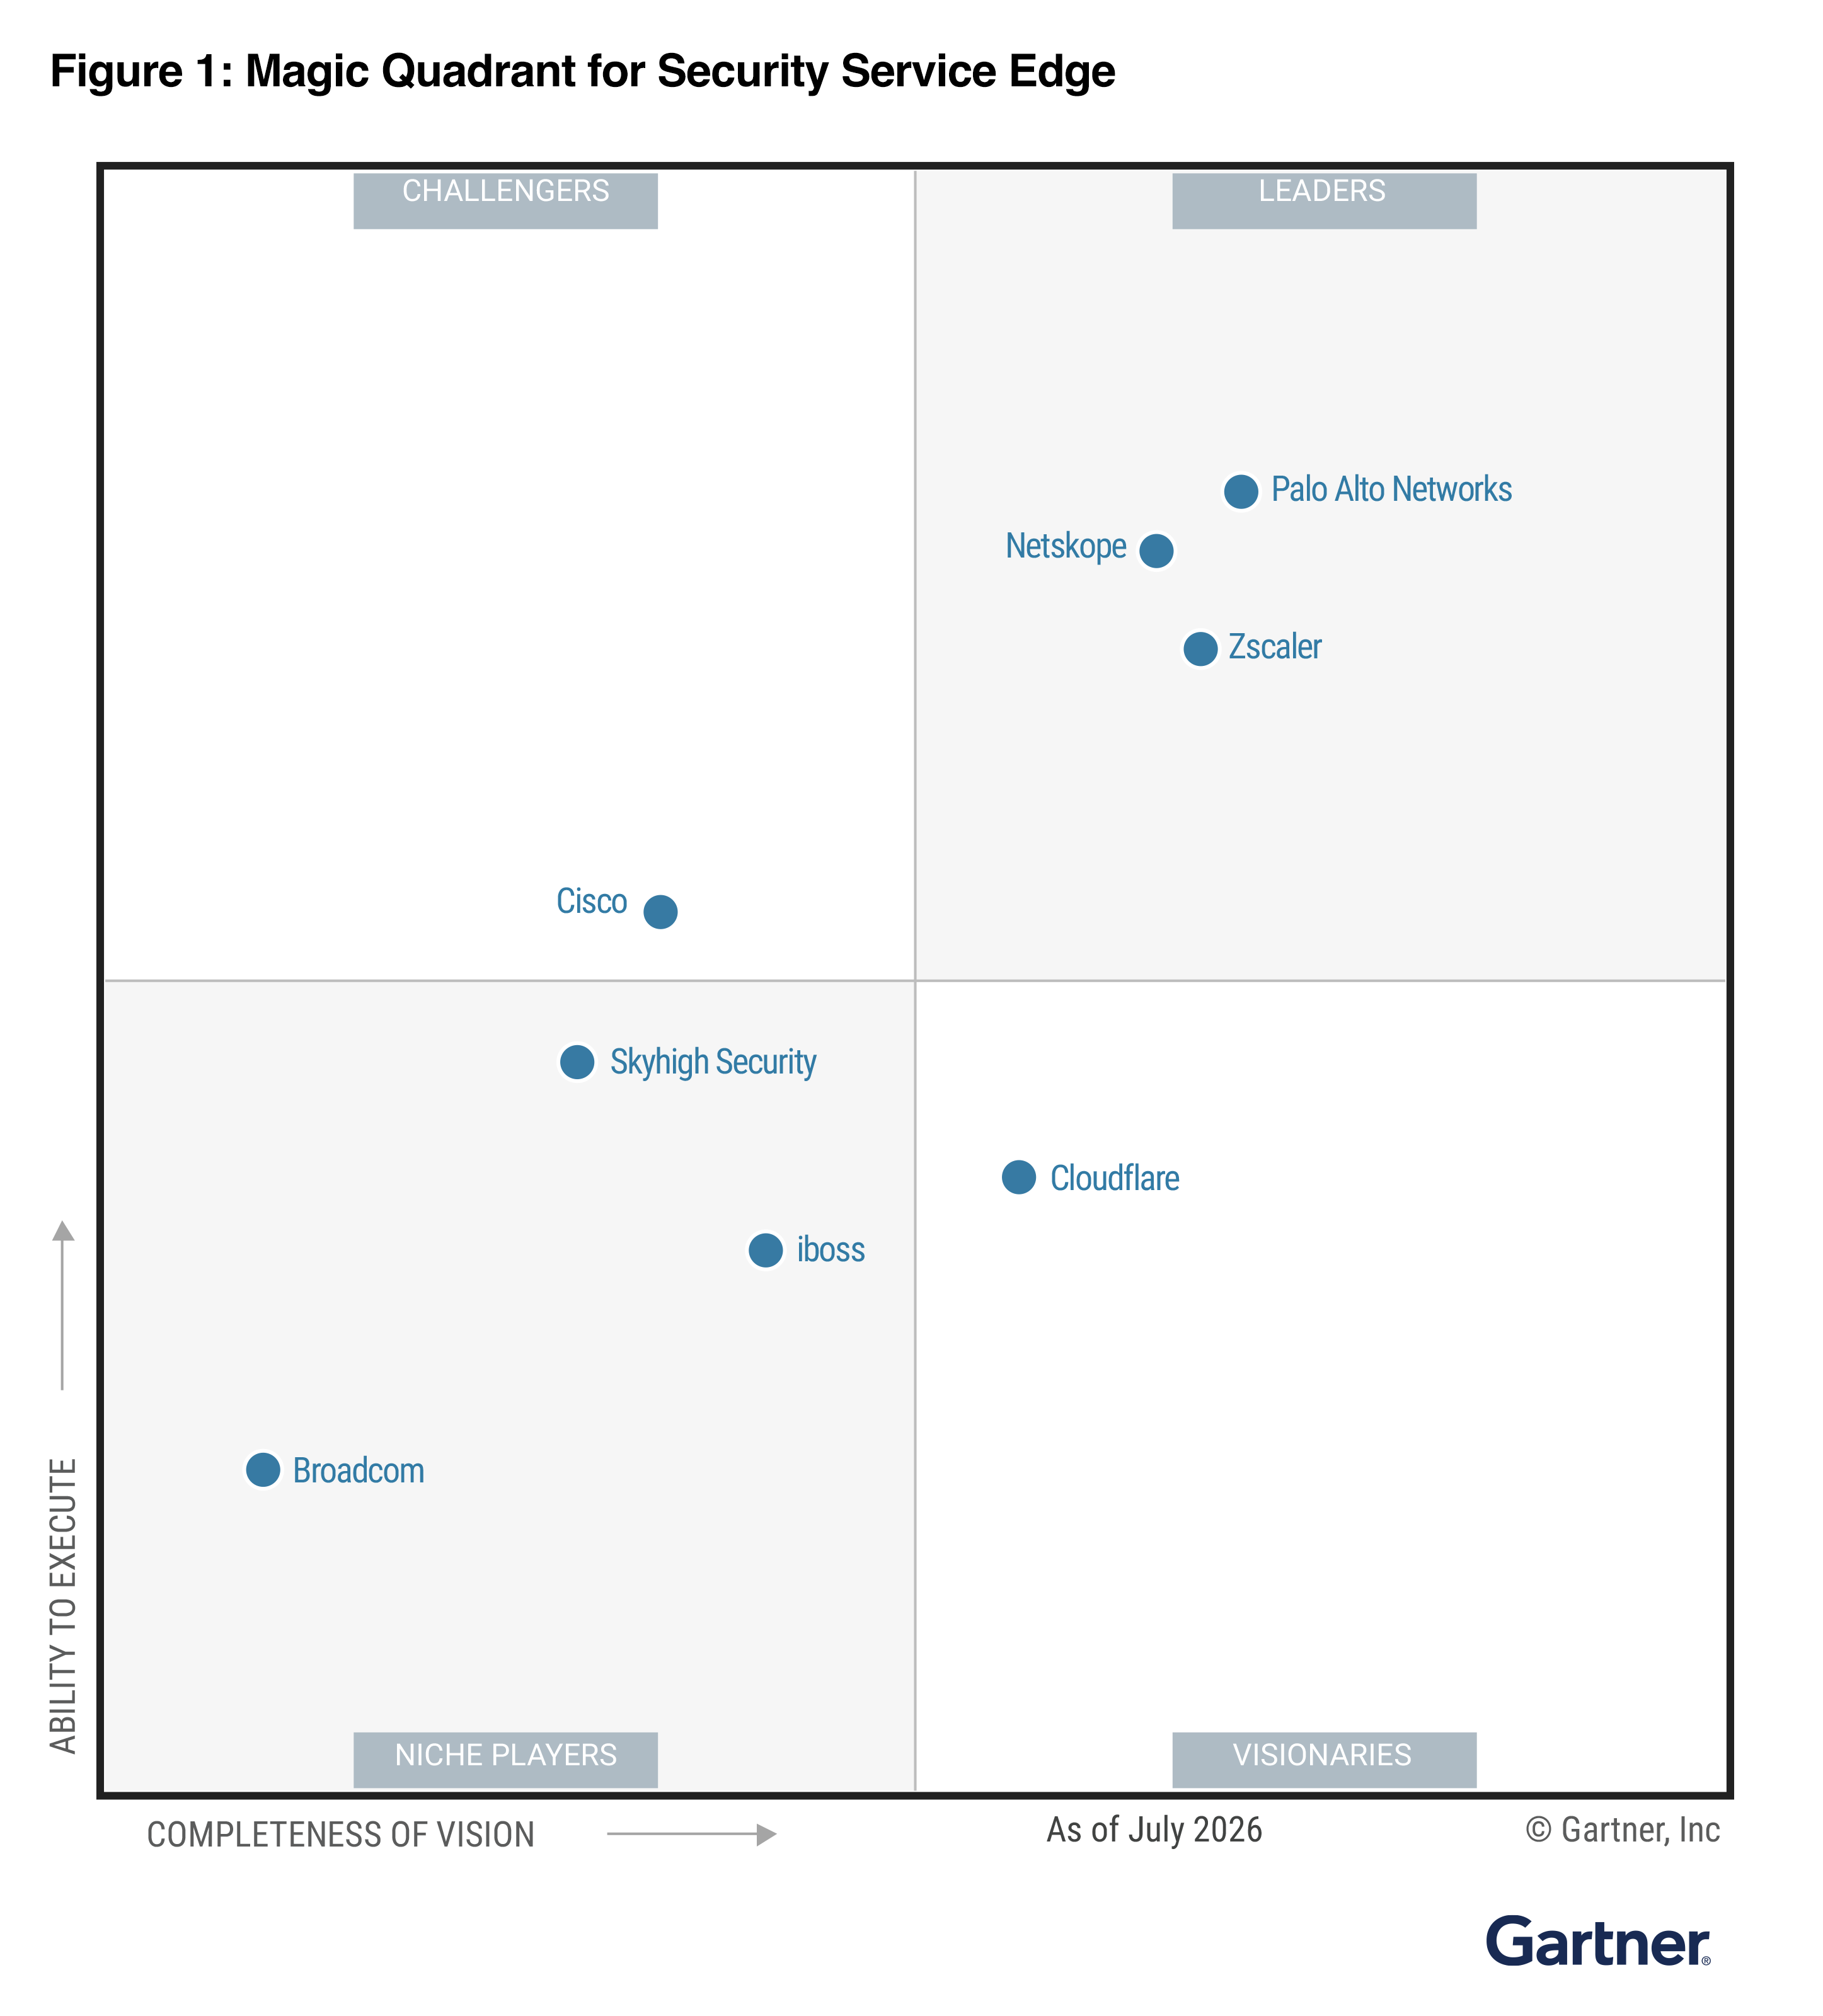 Figure 1: Magic Quadrant for Security Service Edge
CHALLENGERS
LEADERS
Palo Alto Networks
Netskope
Zscaler
Cisco
Skyhigh Security
Cloudflare
iboss
Broadcom
ABILITY TO EXECUTE
NICHE PLAYERS
VISIONARIES
COMPLETENESS OF VISION
As of July 2026
© Gartner, Inc
Gartner®